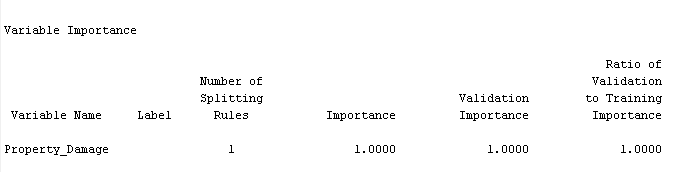 Variable Importance
Ratio of
Number of Validation
Splitting Validation to Training
Variable Name Label Rules Importance Importance Importance
Property_Damage 1 1.0000 1.0000 1.0000